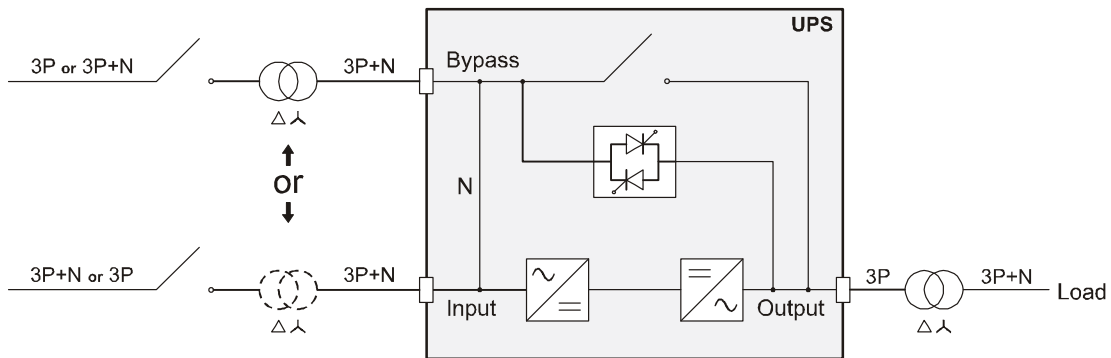 UPS
3P or 3P+N
3P+N
Bypass
or
N
3P+N or 3P
3P+N
Input
Output
3P
3P+N
Load